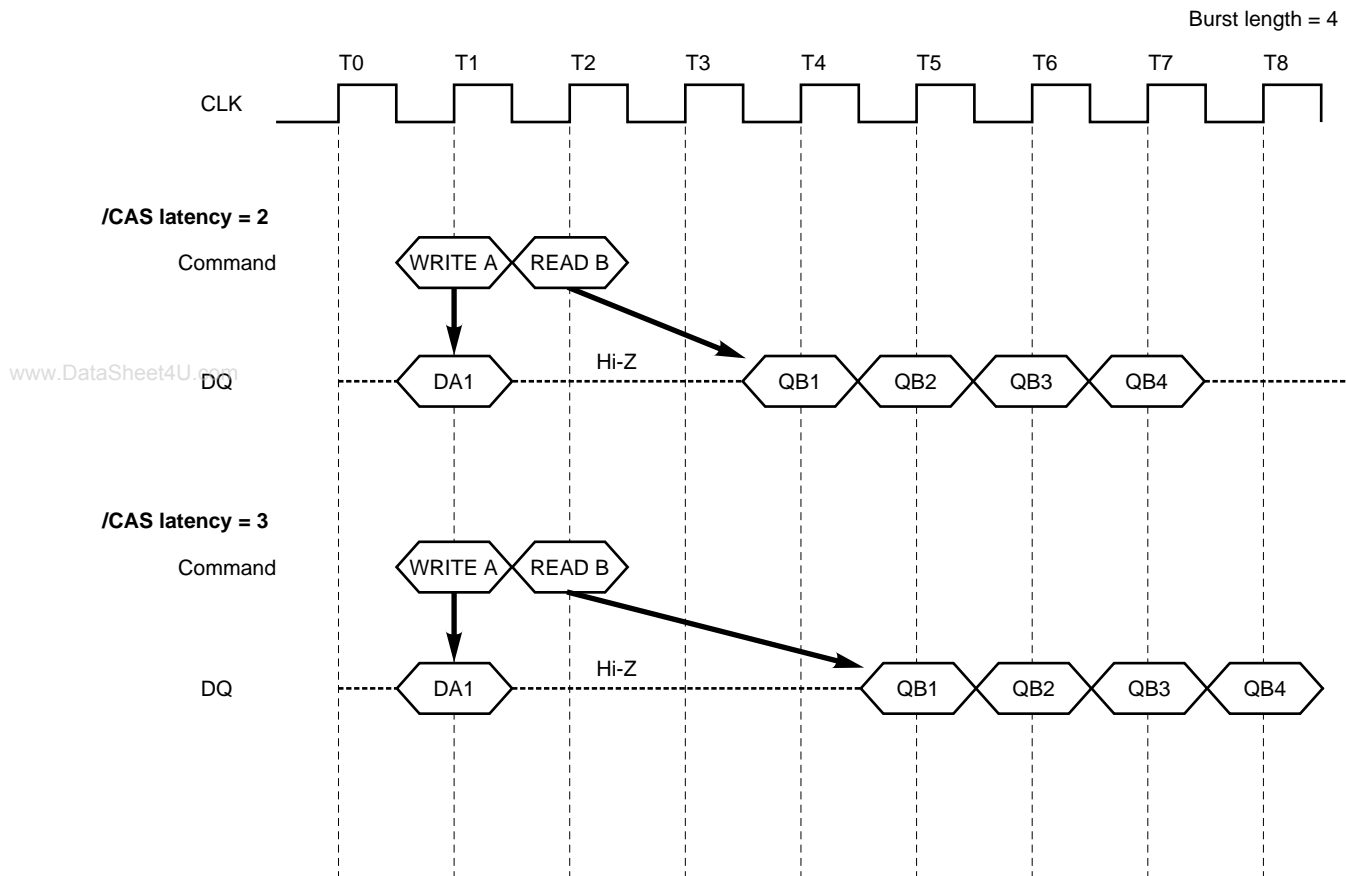 Burst length = 4
T0 T1 T2 T3 T4 T5 T6 T7 T8
CLK
/CAS latency = 2
Command WRITE A READ B
www.DataSheet4U.com
DQ DA1 Hi-Z QB1 QB2 QB3 QB4
/CAS latency = 3
Command WRITE A READ B
DQ DA1 Hi-Z QB1 QB2 QB3 QB4